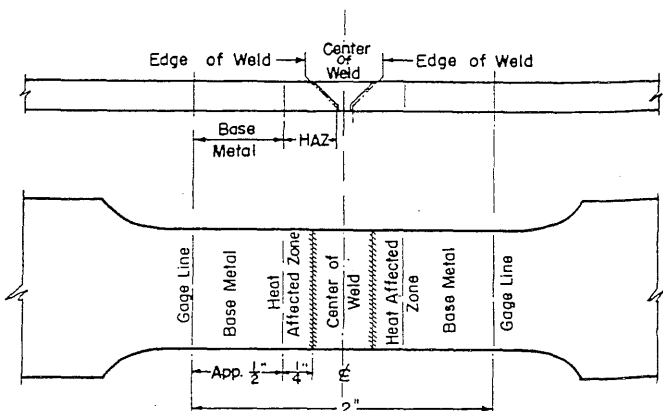 Edge of Weld
Center
of
Weld
Edge of Weld
Base
Metal
HAZ
Gage Line
Base Metal
Heat
Affected Zone
Center of
Weld
Heat Affected
Zone
Base Metal
Gage Line
App. 1/2"
1/4"
℄
2"